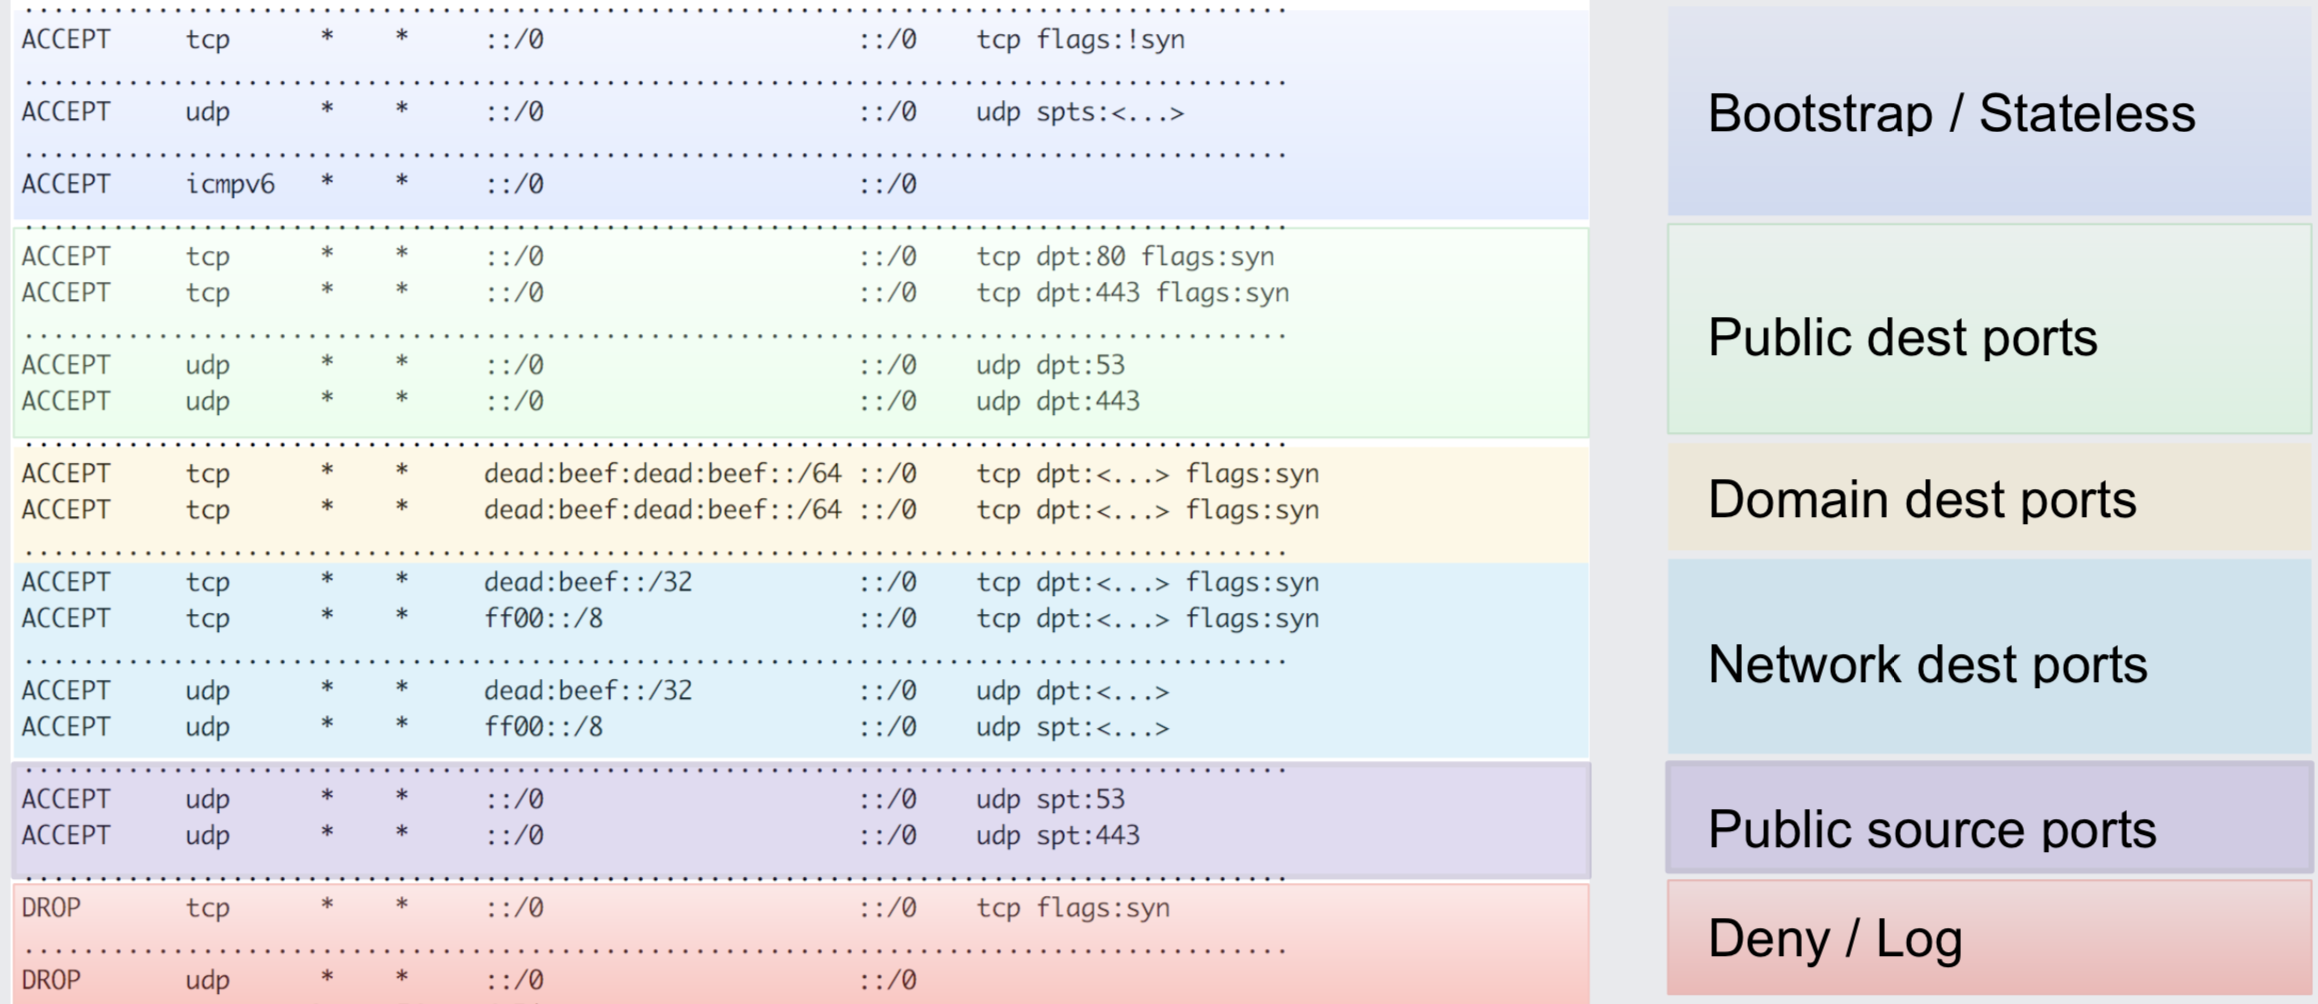 ACCEPT tcp * * ::/0 ::/0 tcp flags:!syn
ACCEPT udp * * ::/0 ::/0 udp spts:<...>
ACCEPT icmpv6 * * ::/0 ::/0
Bootstrap / Stateless
ACCEPT tcp * * ::/0 ::/0 tcp dpt:80 flags:syn
ACCEPT tcp * * ::/0 ::/0 tcp dpt:443 flags:syn
ACCEPT udp * * ::/0 ::/0 udp dpt:53
ACCEPT udp * * ::/0 ::/0 udp dpt:443
Public dest ports
ACCEPT tcp * * dead:beef:dead:beef::/64 ::/0 tcp dpt:<...> flags:syn
ACCEPT tcp * * dead:beef:dead:beef::/64 ::/0 tcp dpt:<...> flags:syn
Domain dest ports
ACCEPT tcp * * dead:beef::/32 ::/0 tcp dpt:<...> flags:syn
ACCEPT tcp * * ff00::/8 ::/0 tcp dpt:<...> flags:syn
ACCEPT udp * * dead:beef::/32 ::/0 udp dpt:<...>
ACCEPT udp * * ff00::/8 ::/0 udp spt:<...>
Network dest ports
ACCEPT udp * * ::/0 ::/0 udp spt:53
ACCEPT udp * * ::/0 ::/0 udp spt:443
Public source ports
DROP tcp * * ::/0 ::/0 tcp flags:syn
DROP udp * * ::/0 ::/0
Deny / Log